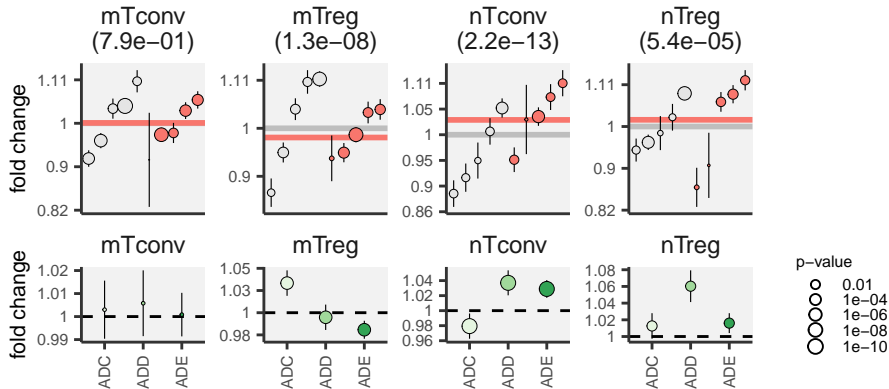 mTconv
(7.9e−01)
mTreg
(1.3e−08)
nTconv
(2.2e−13)
nTreg
(5.4e−05)
fold change
1.11
1
0.9
0.82
1.11
1
0.9
1.11
1.05
1
0.95
0.9
0.86
1.11
1
0.9
0.82
mTconv
mTreg
nTconv
nTreg
fold change
1.02
1.01
1.00
0.99
1.05
1.02
1.00
0.98
1.04
1.02
1.00
0.98
0.96
1.08
1.06
1.04
1.02
1.00
ADC
ADD
ADE
ADC
ADD
ADE
ADC
ADD
ADE
ADC
ADD
ADE
p−value
0.01
1e−04
1e−06
1e−08
1e−10